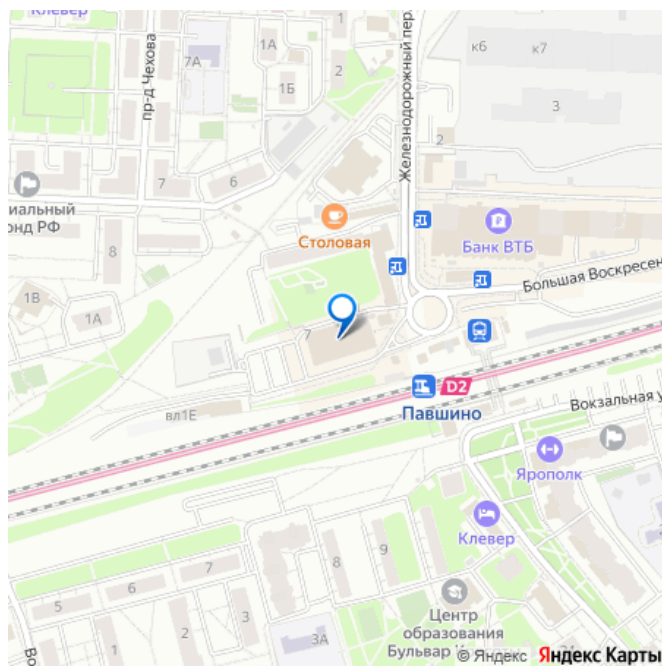 Клевер
пр-д Чехова
7А
1А
1Б
1
2
Железнодорожный пер.
к6
к7
3
2
7
6
иальный
онд РФ
8
Столовая
Банк ВТБ
Большая Воскресен
1В
1А
7
D2
Павшино
вл1Е
Вокзальная у
Ярополк
Клевер
8
9
7
6
5
1
2
3
3А
Центр
образования
Бульвар
© Яндекс Яндекс Карты